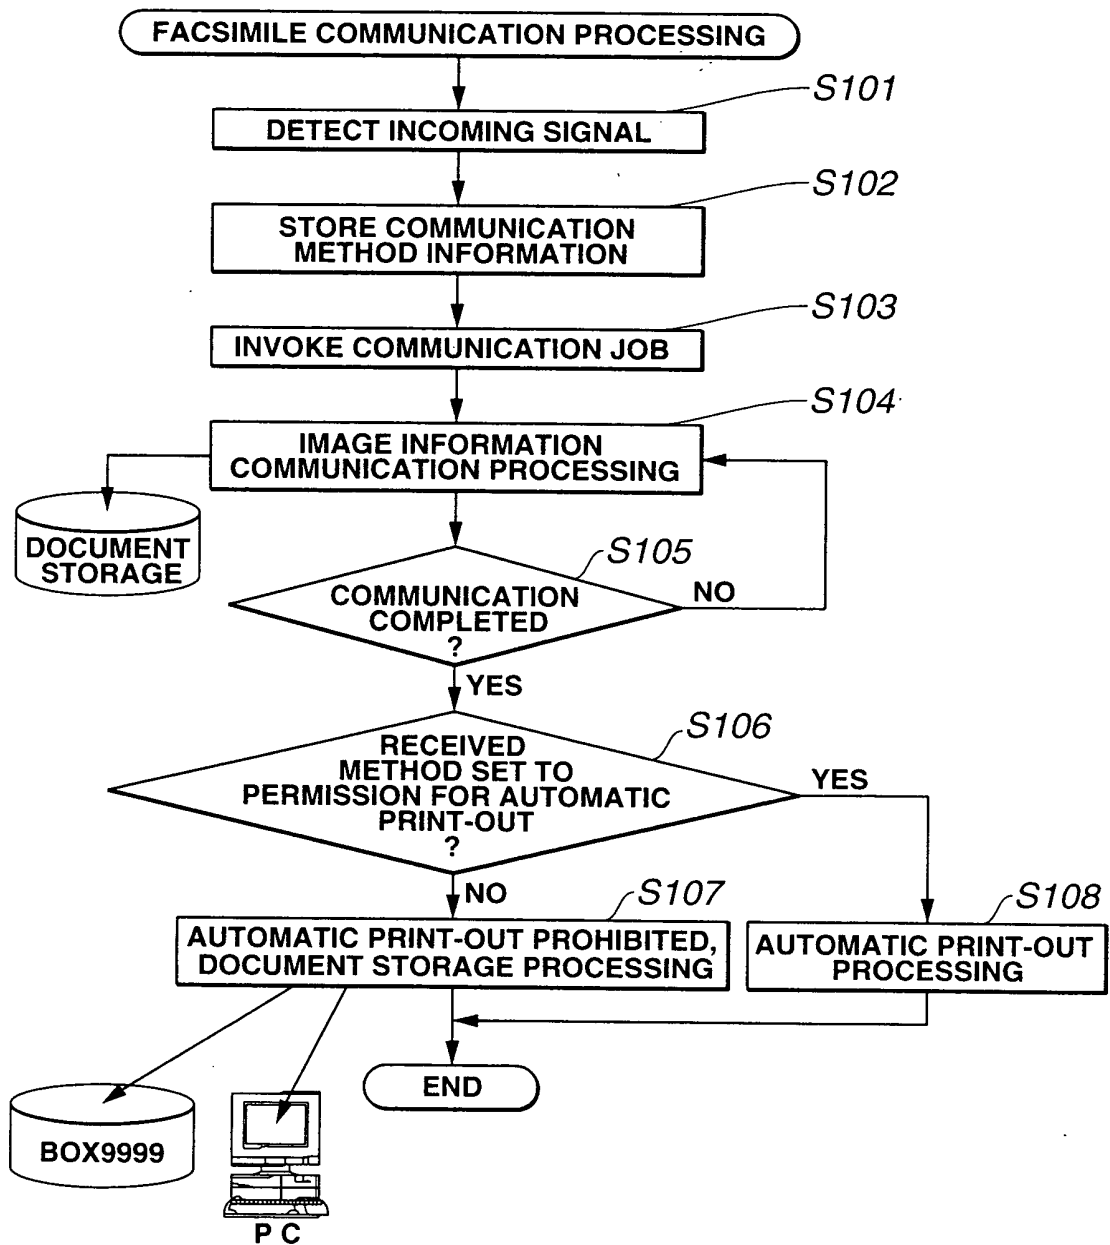 FACSIMILE COMMUNICATION PROCESSING
S101
DETECT INCOMING SIGNAL
S102
STORE COMMUNICATION
METHOD INFORMATION
S103
INVOKE COMMUNICATION JOB
S104
IMAGE INFORMATION
COMMUNICATION PROCESSING
DOCUMENT
STORAGE
S105
COMMUNICATION
COMPLETED
?
NO
YES
S106
RECEIVED
METHOD SET TO
PERMISSION FOR AUTOMATIC
PRINT-OUT
?
YES
NO
S107
AUTOMATIC PRINT-OUT PROHIBITED,
DOCUMENT STORAGE PROCESSING
S108
AUTOMATIC PRINT-OUT
PROCESSING
END
BOX9999
P C